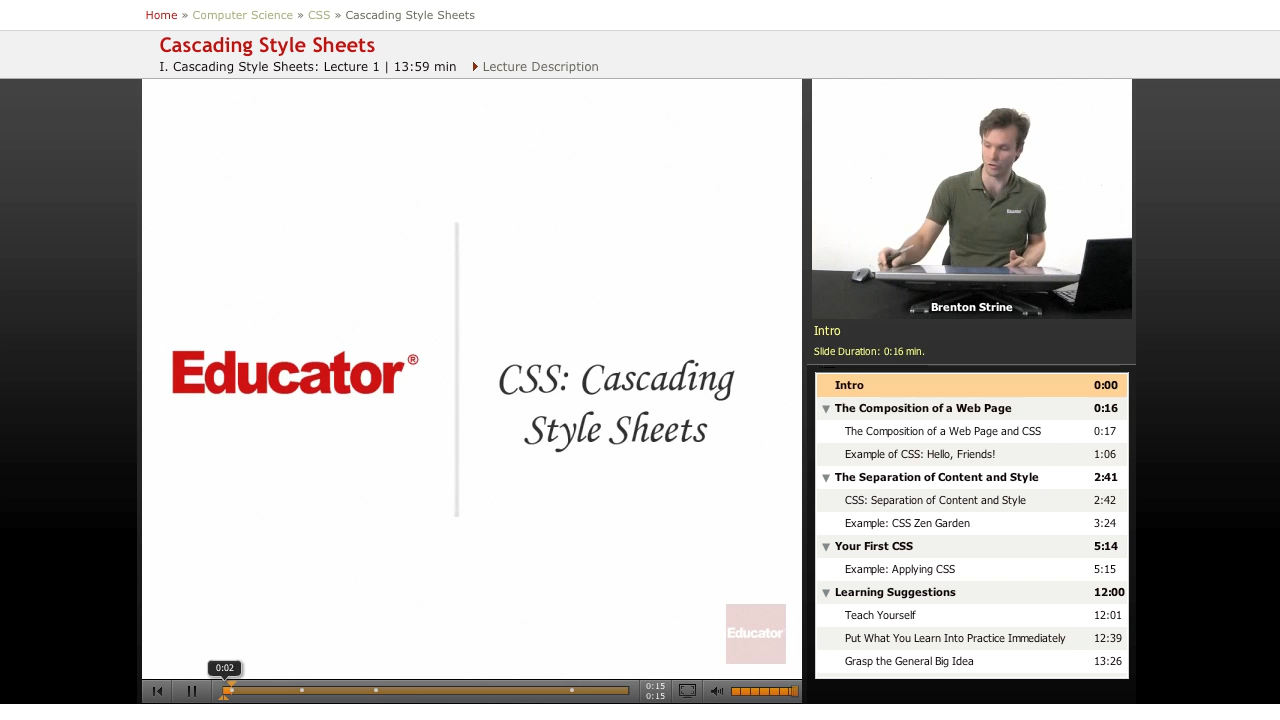 Home » Computer Science » CSS » Cascading Style Sheets
Cascading Style Sheets
I. Cascading Style Sheets: Lecture 1 | 13:59 min Lecture Description
Educator®
CSS: Cascading
Style Sheets
Educator
0:02
0:15
0:15
Educator
Brenton Strine
Intro
Slide Duration: 0:16 min.
Intro 0:00
The Composition of a Web Page 0:16
The Composition of a Web Page and CSS 0:17
Example of CSS: Hello, Friends! 1:06
The Separation of Content and Style 2:41
CSS: Separation of Content and Style 2:42
Example: CSS Zen Garden 3:24
Your First CSS 5:14
Example: Applying CSS 5:15
Learning Suggestions 12:00
Teach Yourself 12:01
Put What You Learn Into Practice Immediately 12:39
Grasp the General Big Idea 13:26